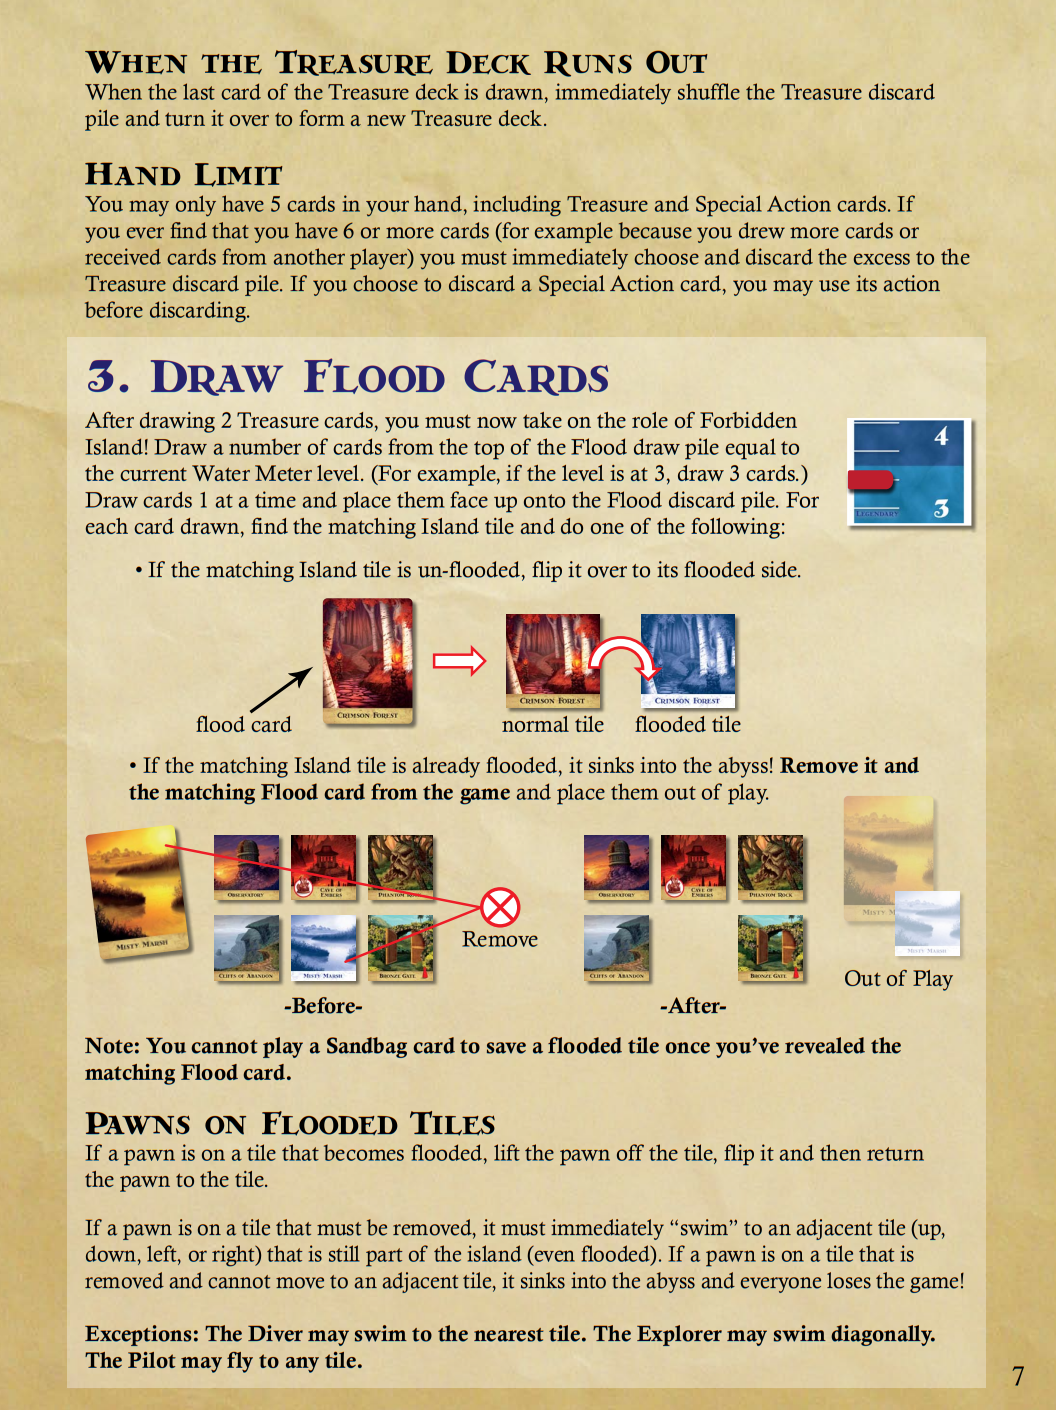 When the Treasure Deck Runs Out
When the last card of the Treasure deck is drawn, immediately shuffle the Treasure discard
pile and turn it over to form a new Treasure deck.
Hand Limit
You may only have 5 cards in your hand, including Treasure and Special Action cards. If
you ever find that you have 6 or more cards (for example because you drew more cards or
received cards from another player) you must immediately choose and discard the excess to the
Treasure discard pile. If you choose to discard a Special Action card, you may use its action
before discarding.
3. Draw Flood Cards
After drawing 2 Treasure cards, you must now take on the role of Forbidden
Island! Draw a number of cards from the top of the Flood draw pile equal to
the current Water Meter level. (For example, if the level is at 3, draw 3 cards.)
Draw cards 1 at a time and place them face up onto the Flood discard pile. For
each card drawn, find the matching Island tile and do one of the following:
4
Legendary
3
• If the matching Island tile is un-flooded, flip it over to its flooded side.
Crimson Forest
Crimson Forest
Crimson Forest
flood card
normal tile
flooded tile
• If the matching Island tile is already flooded, it sinks into the abyss! Remove it and
the matching Flood card from the game and place them out of play.
Misty Marsh
Observatory
Cave of
Embers
Phantom Rock
Cliffs of Abandon
Misty Marsh
Bronze Gate
Remove
-Before-
Observatory
Cave of
Embers
Phantom Rock
Cliffs of Abandon
Bronze Gate
-After-
Misty M
Misty Marsh
Out of Play
Note: You cannot play a Sandbag card to save a flooded tile once you’ve revealed the
matching Flood card.
Pawns on Flooded Tiles
If a pawn is on a tile that becomes flooded, lift the pawn off the tile, flip it and then return
the pawn to the tile.
If a pawn is on a tile that must be removed, it must immediately “swim” to an adjacent tile (up,
down, left, or right) that is still part of the island (even flooded). If a pawn is on a tile that is
removed and cannot move to an adjacent tile, it sinks into the abyss and everyone loses the game!
Exceptions: The Diver may swim to the nearest tile. The Explorer may swim diagonally.
The Pilot may fly to any tile.
7